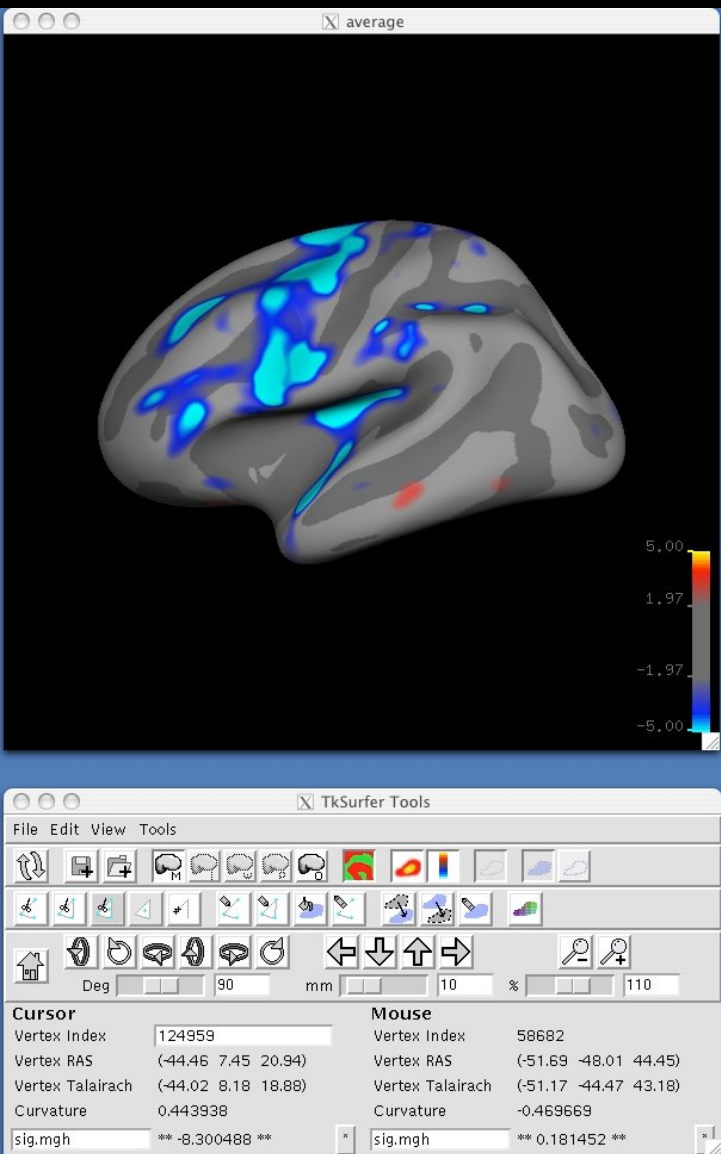 average
5.00
1.97
-1.97
-5.00
TkSurfer Tools
File Edit View Tools
M I W P O
Deg 90 mm 10 % 110
Cursor Mouse
Vertex Index 124959 Vertex Index 58682
Vertex RAS (-44.46 7.45 20.94) Vertex RAS (-51.69 -48.01 44.45)
Vertex Talairach (-44.02 8.18 18.88) Vertex Talairach (-51.17 -44.47 43.18)
Curvature 0.443938 Curvature -0.469669
sig.mgh ** -8.300488 ** * sig.mgh ** 0.181452 ** *